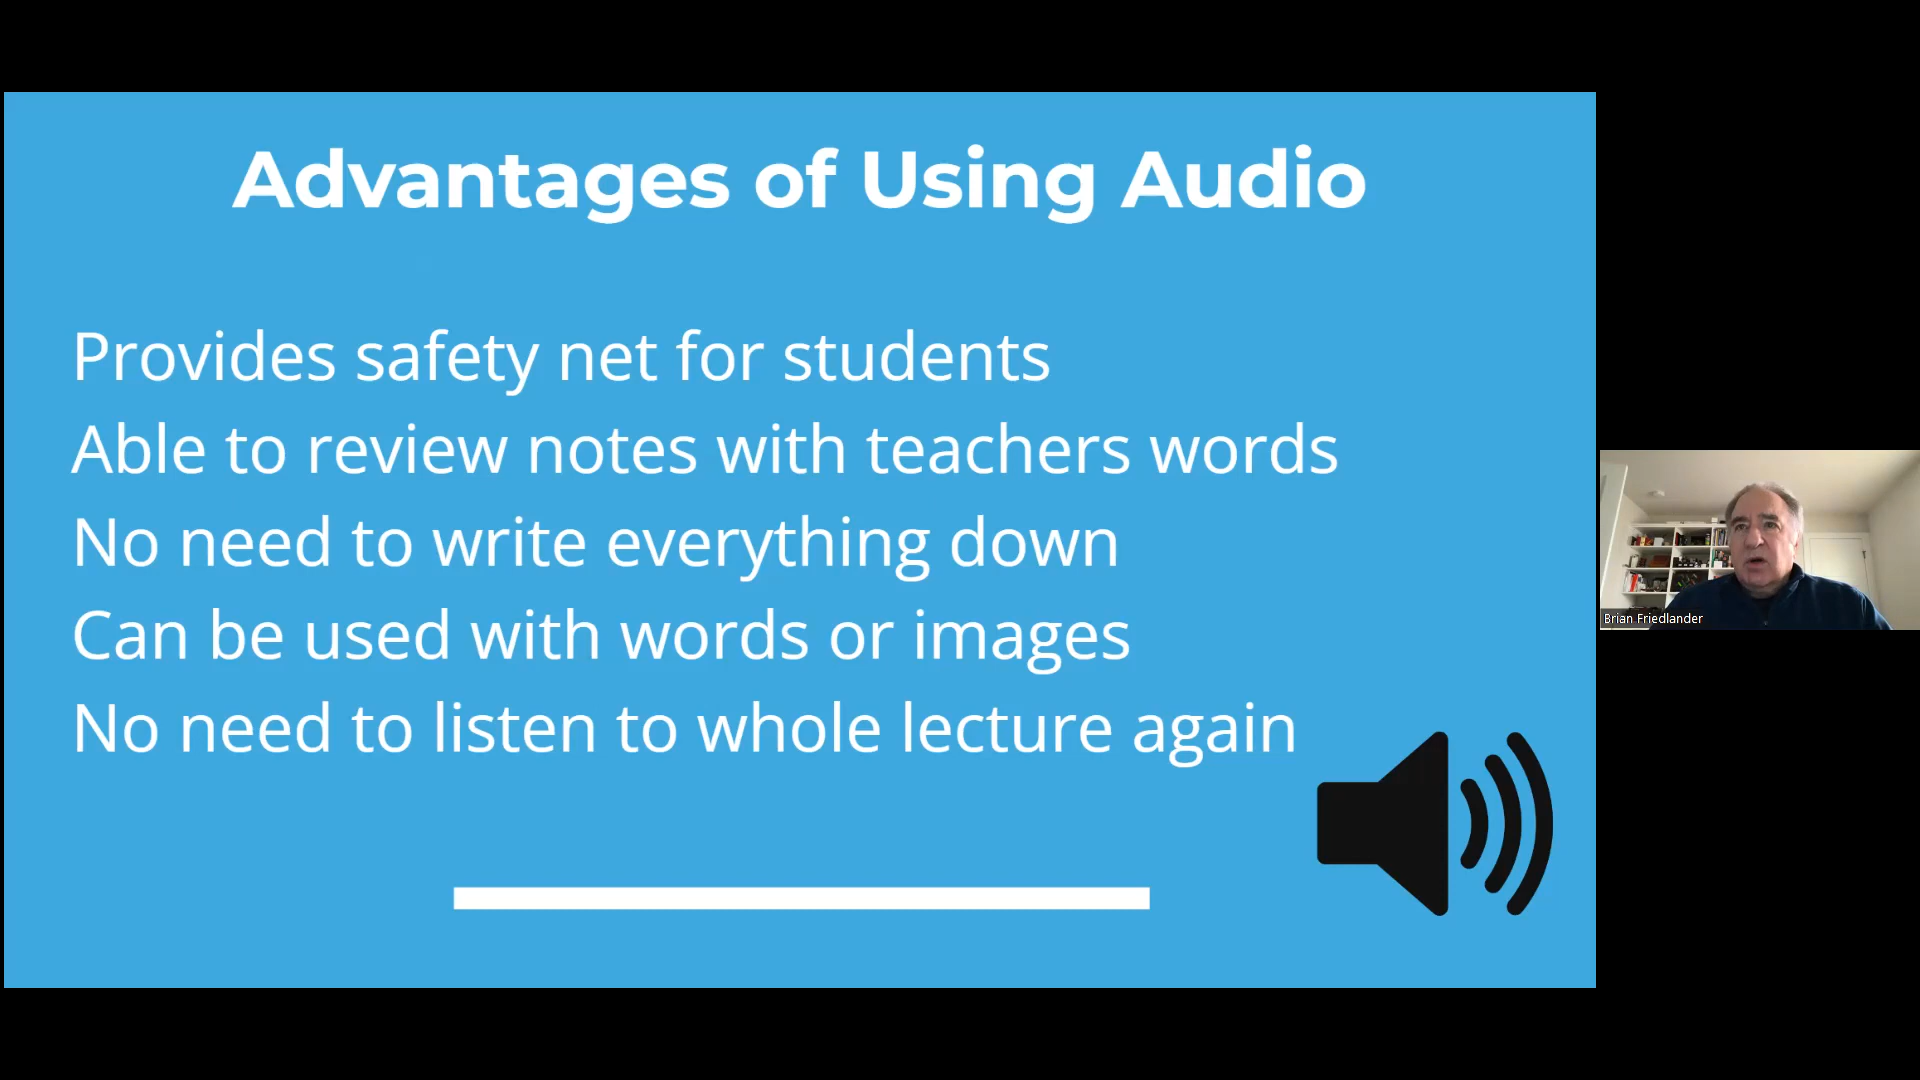 Advantages of Using Audio
Provides safety net for students
Able to review notes with teachers words
No need to write everything down
Can be used with words or images
No need to listen to whole lecture again
Brian Friedlander